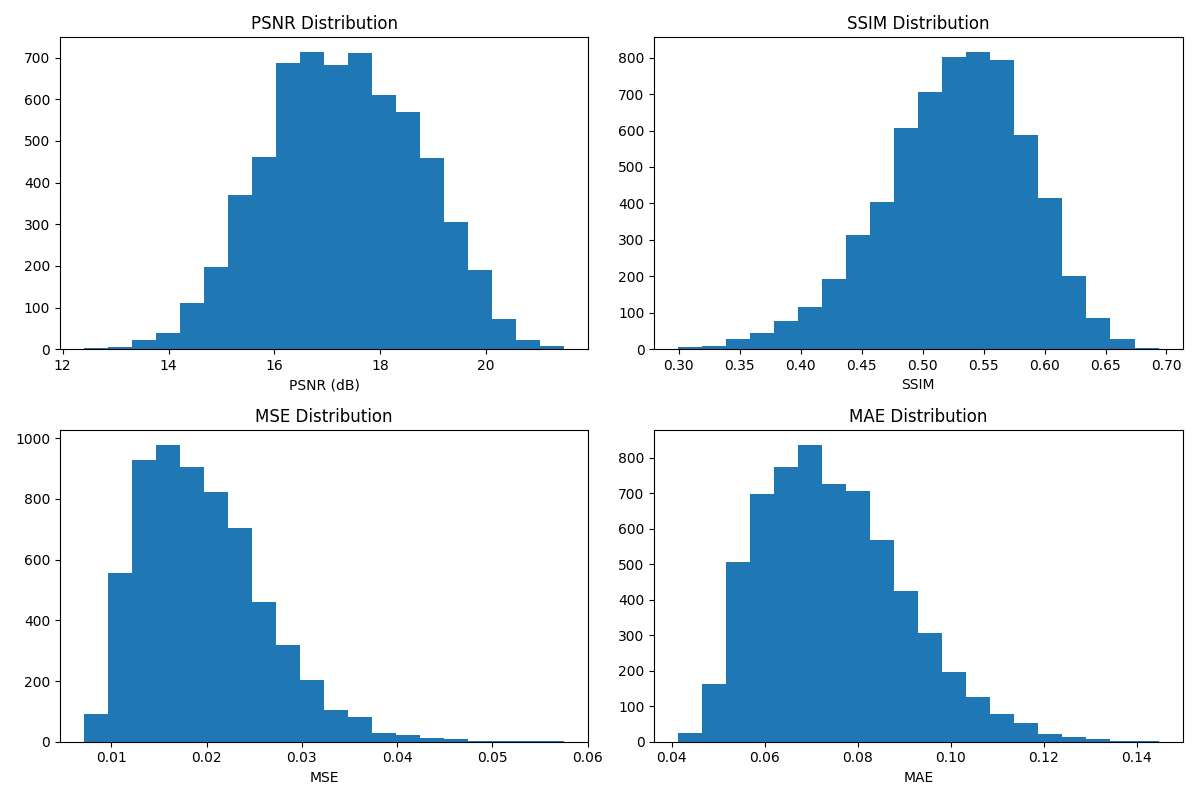 PSNR Distribution
700
600
500
400
300
200
100
0
12 14 16 18 20
PSNR (dB)
SSIM Distribution
800
700
600
500
400
300
200
100
0
0.30 0.35 0.40 0.45 0.50 0.55 0.60 0.65 0.70
SSIM
MSE Distribution
1000
800
600
400
200
0
0.01 0.02 0.03 0.04 0.05 0.06
MSE
MAE Distribution
800
700
600
500
400
300
200
100
0
0.04 0.06 0.08 0.10 0.12 0.14
MAE